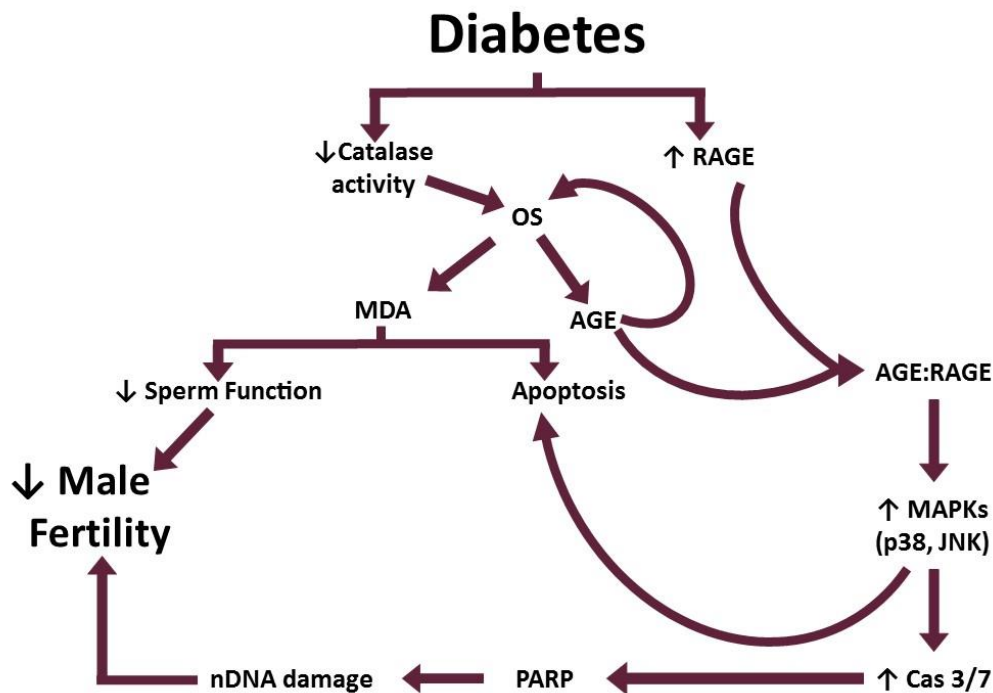 Diabetes
↓Catalase
activity
↑ RAGE
OS
MDA
AGE
↓ Sperm Function
Apoptosis
AGE:RAGE
↓ Male
Fertility
↑ MAPKs
(p38, JNK)
nDNA damage
PARP
↑ Cas 3/7